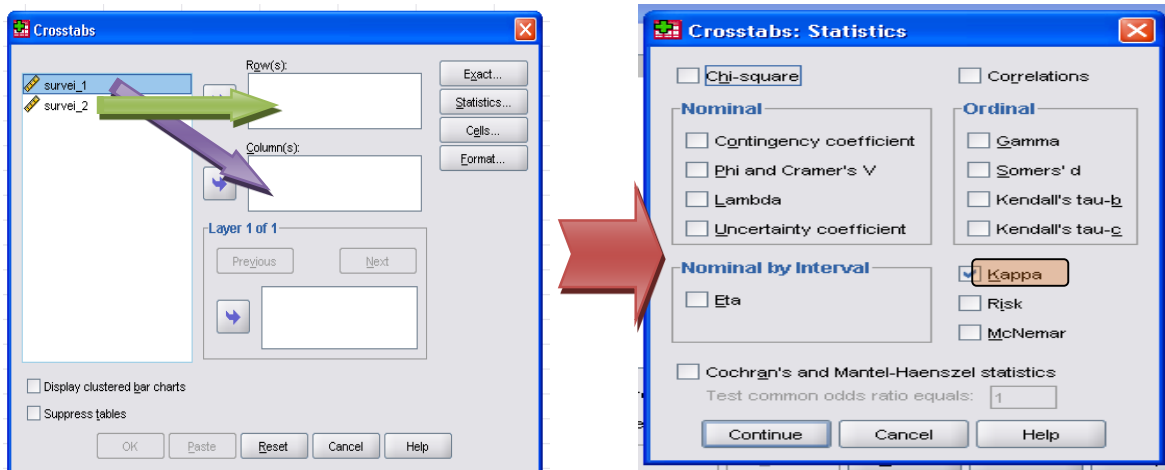 Crosstabs
survei_1
survei_2
Row(s):
Column(s):
Layer 1 of 1
Previous
Next
Exact...
Statistics...
Cells...
Format...
Display clustered bar charts
Suppress tables
OK
Paste
Reset
Cancel
Help
Crosstabs: Statistics
Chi-square
Correlations
Nominal
Contingency coefficient
Phi and Cramer's V
Lambda
Uncertainty coefficient
Ordinal
Gamma
Somers' d
Kendall's tau-b
Kendall's tau-c
Nominal by Interval
Eta
Kappa
Risk
McNemar
Cochran's and Mantel-Haenszel statistics
Test common odds ratio equals: 1
Continue
Cancel
Help